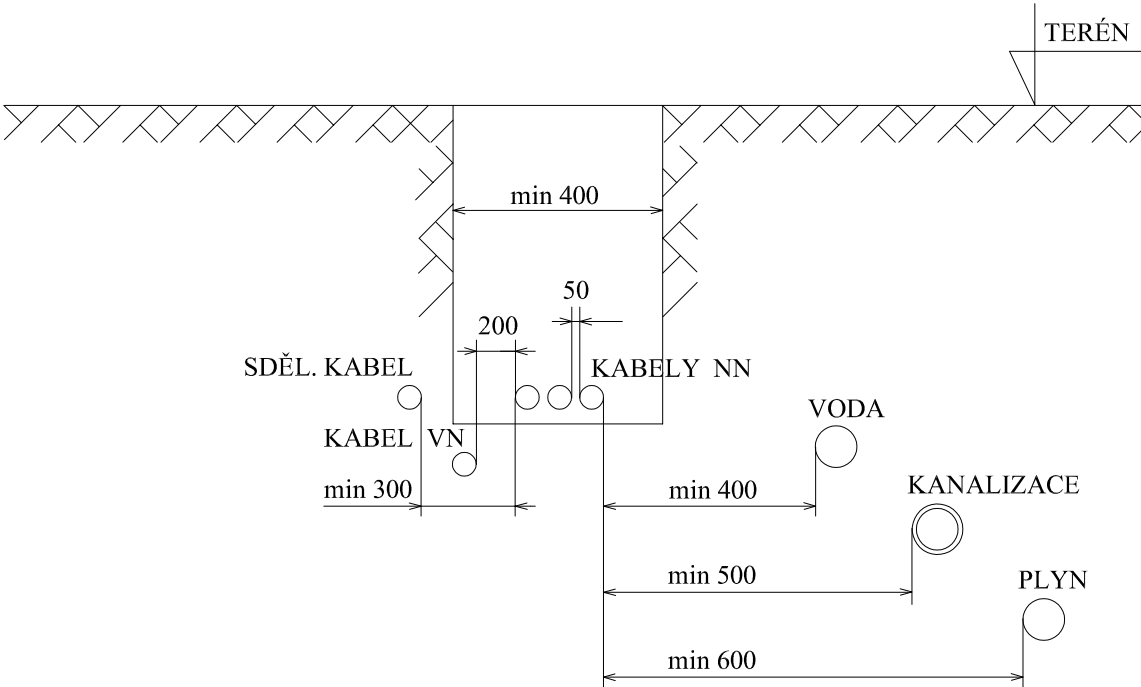 TERÉN
min 400
50
200
SDĚL. KABEL
KABELY NN
VODA
KABEL VN
min 300
min 400
KANALIZACE
min 500
PLYN
min 600